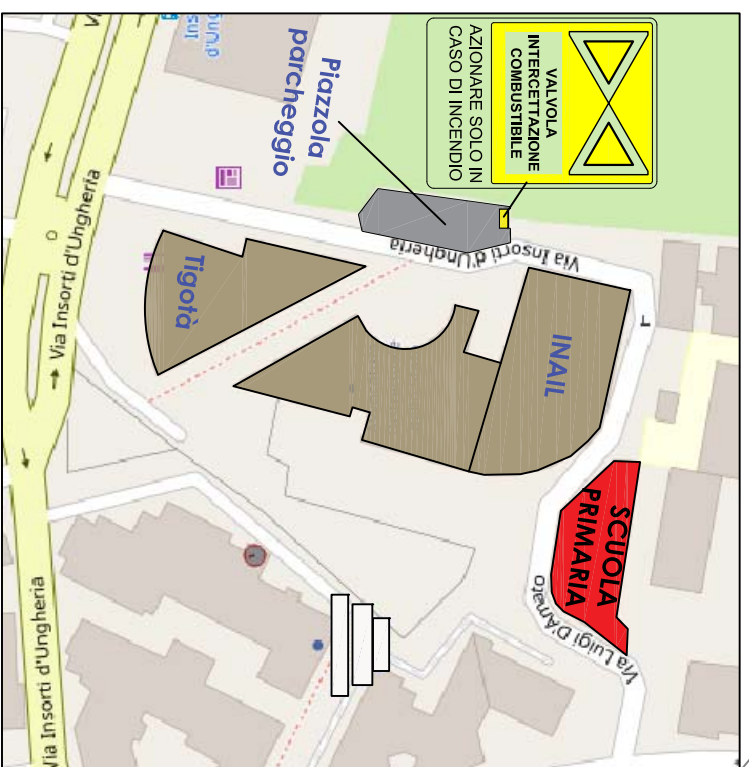 VALVOLA
INTERCETTAZIONE
COMBUSTIBILE
AZIONARE SOLO IN
CASO DI INCENDIO
Piazzola
parcheggio
Via Insorti d'Ungheria
Via Insorti d'Ungheria
Tigotà
INAIL
SCUOLA
PRIMARIA
Via Luigi D'Amato
Via Insorti d'Ungheria